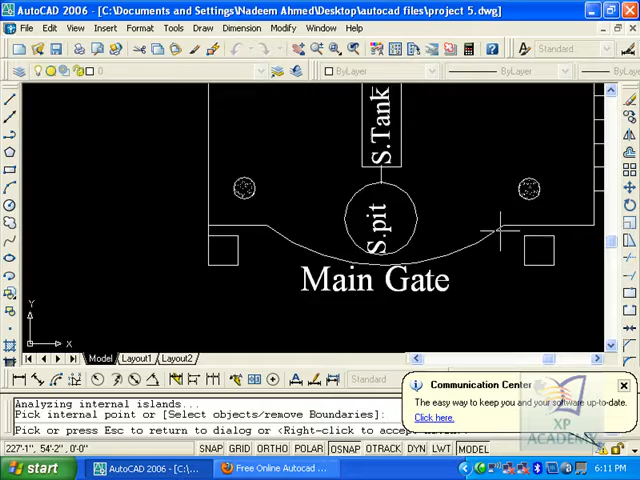 AutoCAD 2006 - [C:\Documents and Settings\Nadeem Ahmed\Desktop\autocad files\project 5.dwg]
File Edit View Insert Format Tools Draw Dimension Modify Window Help
Standard
0 ByLayer ByLayer
S.Tank
S.pit
Main Gate
Y
X
Model Layout1 Layout2
Standard
Analyzing internal islands...
Pick internal point or [Select objects/remove Boundaries]:
Pick or press Esc to return to dialog or <Right-click to accept
Communication Center
The easy way to keep you and your software up-to-date.
Click here.
XP
ACADEMY
227'-1", 54'-2", 0'-0" SNAP GRID ORTHO POLAR OSNAP OTRACK DYN LWT MODEL
start AutoCAD 2006 - [C:\... Free Online Autocad ... 6:11 PM